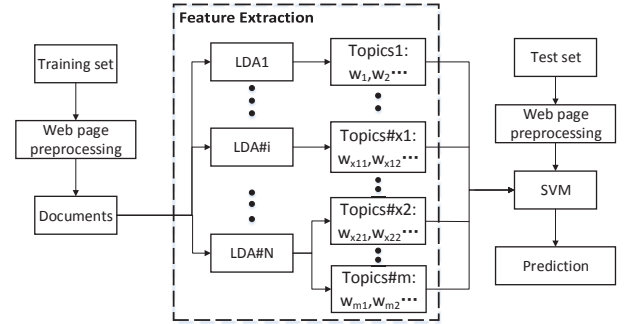 Feature Extraction
Training set
Web page
preprocessing
Documents
LDA1
LDA#i
LDA#N
Topics1:
w1,w2···
Topics#x1:
wx11,wx12···
Topics#x2:
wx21,wx22···
Topics#m:
wm1,wm2···
Test set
Web page
preprocessing
SVM
Prediction